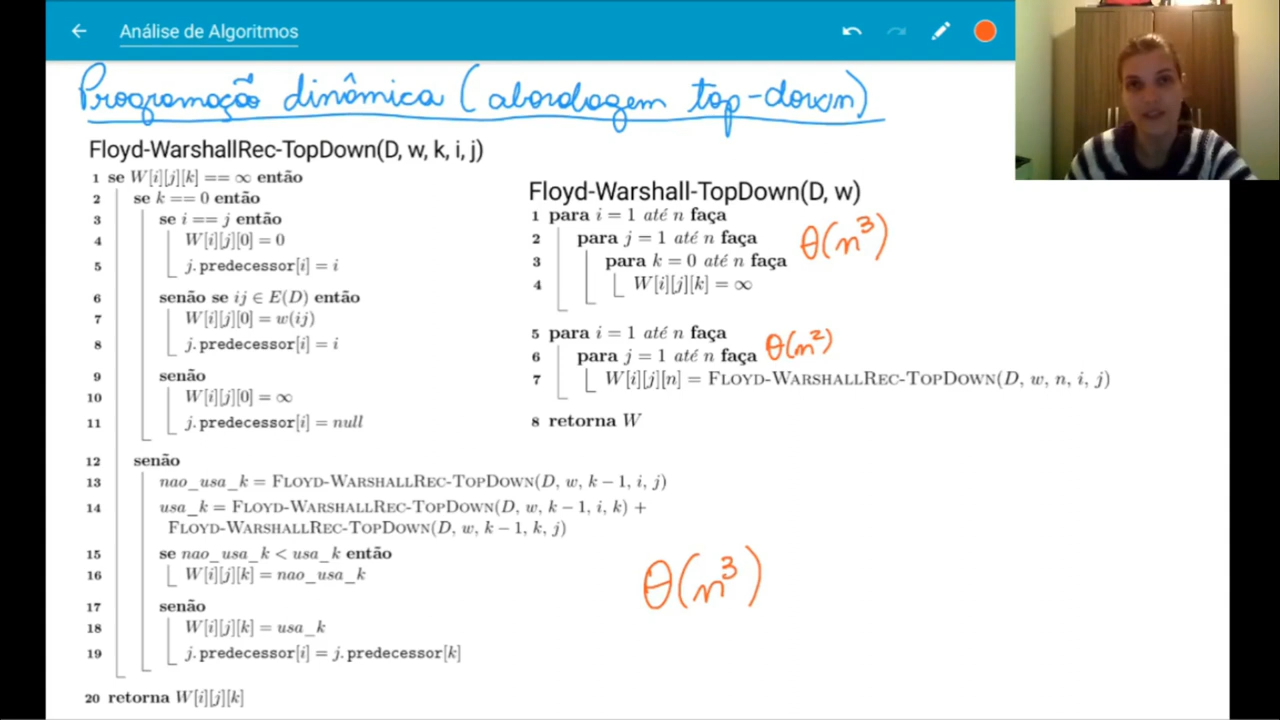 Análise de Algoritmos
Programação dinâmica (abordagem top-down)
Floyd-WarshallRec-TopDown(D, w, k, i, j)
1 se W[i][j][k] == ∞ então
2 se k == 0 então
3 se i == j então
4 W[i][j][0] = 0
5 j.predecessor[i] = i
6 senão se ij ∈ E(D) então
7 W[i][j][0] = w(ij)
8 j.predecessor[i] = i
9 senão
10 W[i][j][0] = ∞
11 j.predecessor[i] = null
12 senão
13 nao_usa_k = Floyd-WarshallRec-TopDown(D, w, k − 1, i, j)
14 usa_k = Floyd-WarshallRec-TopDown(D, w, k − 1, i, k) +
Floyd-WarshallRec-TopDown(D, w, k − 1, k, j)
15 se nao_usa_k < usa_k então
16 W[i][j][k] = nao_usa_k
17 senão
18 W[i][j][k] = usa_k
19 j.predecessor[i] = j.predecessor[k]
20 retorna W[i][j][k]
Floyd-Warshall-TopDown(D, w)
1 para i = 1 até n faça
2 para j = 1 até n faça
θ(n³)
3 para k = 0 até n faça
4 W[i][j][k] = ∞
5 para i = 1 até n faça
6 para j = 1 até n faça θ(n²)
7 W[i][j][n] = Floyd-WarshallRec-TopDown(D, w, n, i, j)
8 retorna W
θ(n³)